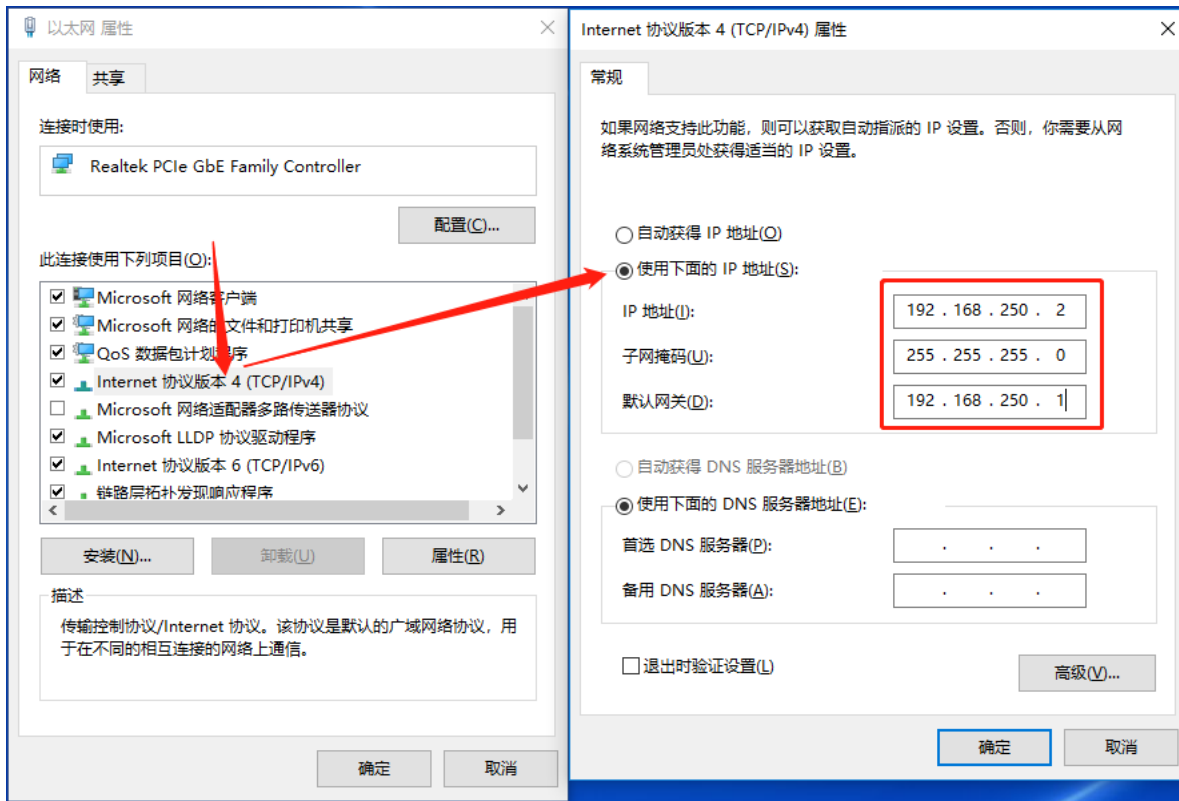 以太网 属性
网络
共享
连接时使用:
Realtek PCIe GbE Family Controller
配置(C)...
此连接使用下列项目(O):
Microsoft 网络客户端
Microsoft 网络的文件和打印机共享
QoS 数据包计划程序
Internet 协议版本 4 (TCP/IPv4)
Microsoft 网络适配器多路传送器协议
Microsoft LLDP 协议驱动程序
Internet 协议版本 6 (TCP/IPv6)
链路层拓扑发现响应程序
安装(N)...
卸载(U)
属性(R)
描述
传输控制协议/Internet 协议。该协议是默认的广域网络协议，用
于在不同的相互连接的网络上通信。
确定
取消
Internet 协议版本 4 (TCP/IPv4) 属性
常规
如果网络支持此功能，则可以获取自动指派的 IP 设置。否则，你需要从网
络系统管理员处获得适当的 IP 设置。
自动获得 IP 地址(O)
使用下面的 IP 地址(S):
IP 地址(I):
192 . 168 . 250 . 2
子网掩码(U):
255 . 255 . 255 . 0
默认网关(D):
192 . 168 . 250 . 1
自动获得 DNS 服务器地址(B)
使用下面的 DNS 服务器地址(E):
首选 DNS 服务器(P):
. . .
备用 DNS 服务器(A):
. . .
退出时验证设置(L)
高级(V)...
确定
取消